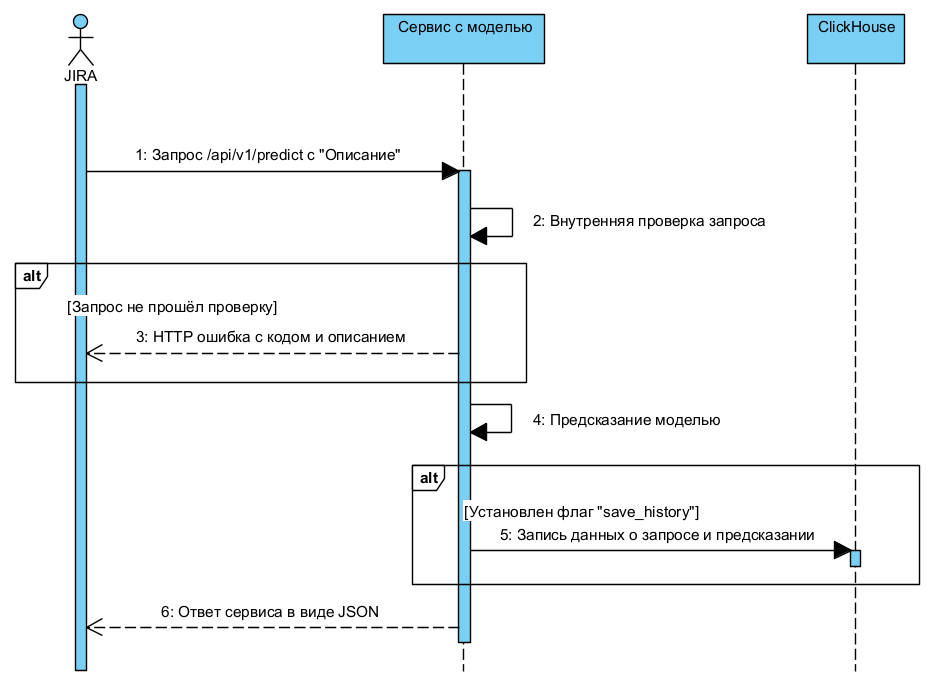 JIRA
Сервис с моделью
ClickHouse
1: Запрос /api/v1/predict с "Описание"
2: Внутренняя проверка запроса
alt
[Запрос не прошёл проверку]
3: HTTP ошибка с кодом и описанием
4: Предсказание моделью
alt
[Установлен флаг "save_history"]
5: Запись данных о запросе и предсказании
6: Ответ сервиса в виде JSON